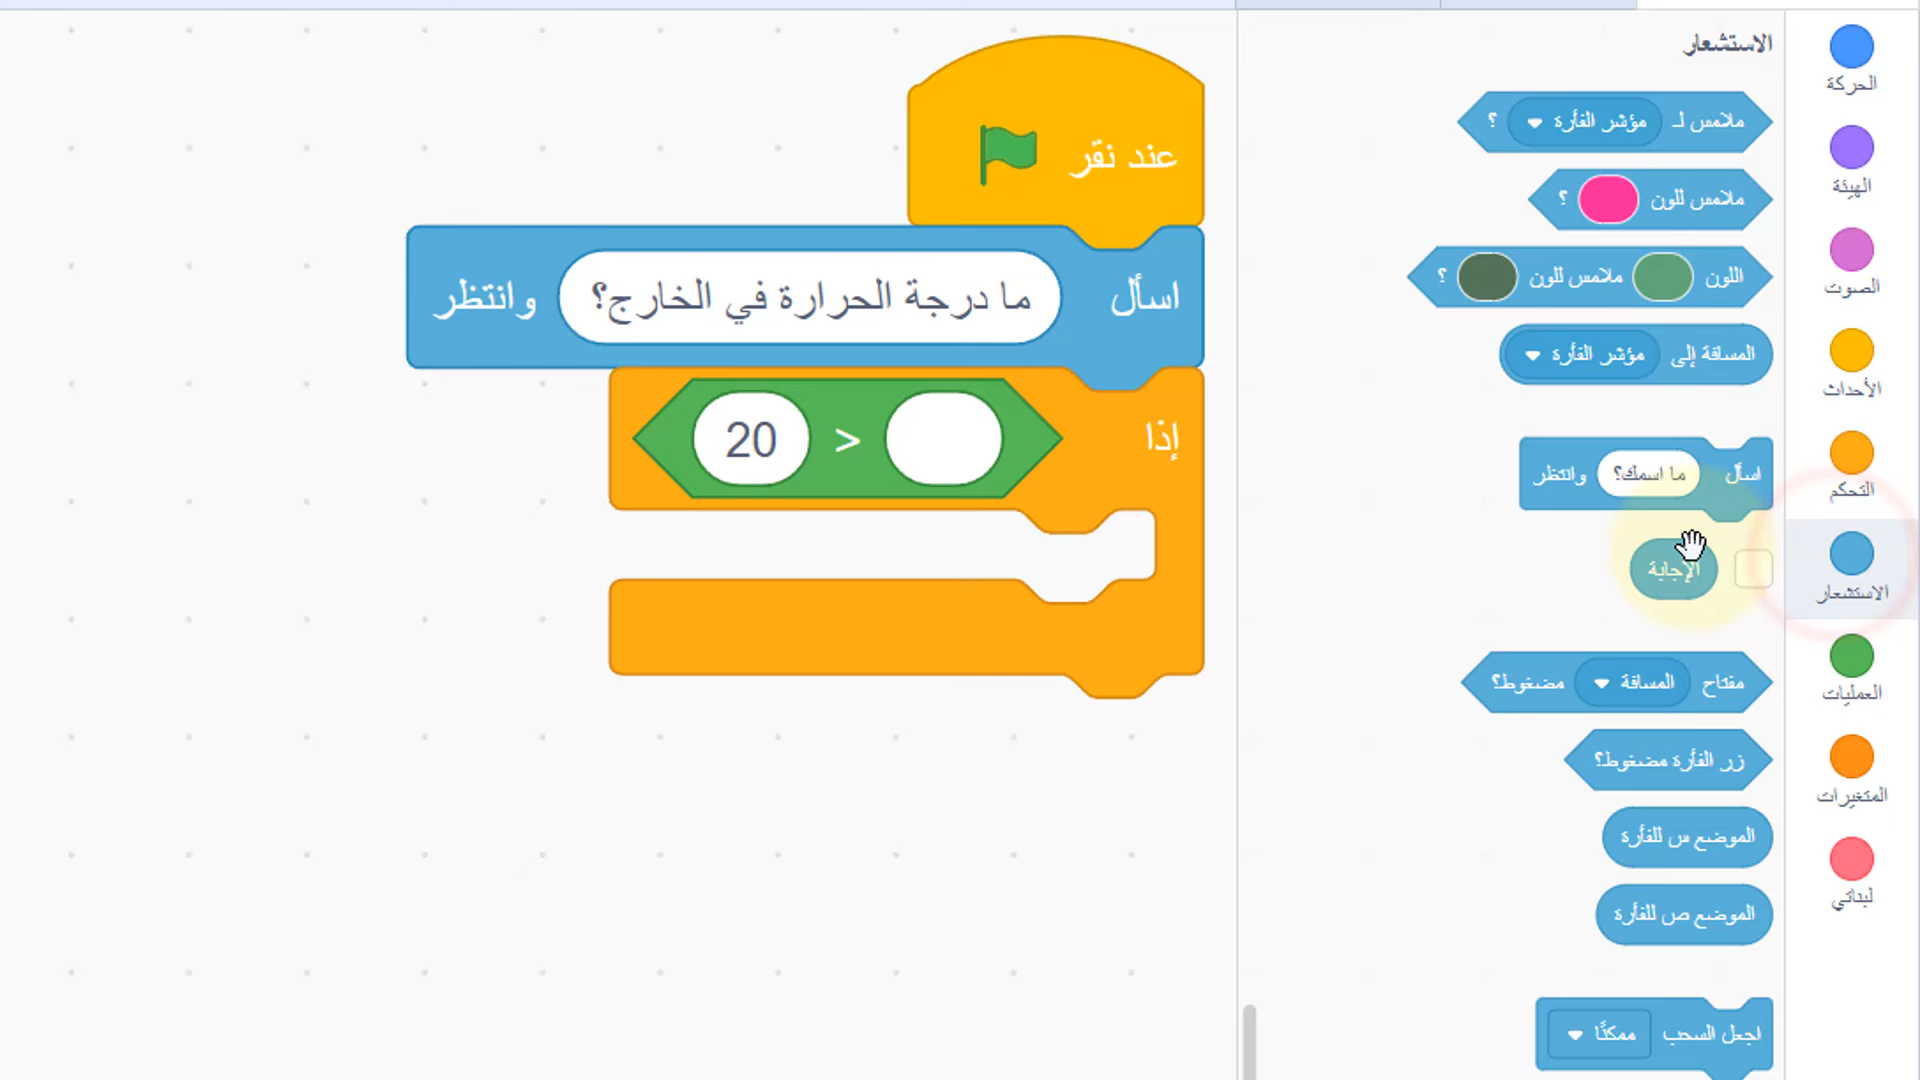 عند نقر
اسأل ما درجة الحرارة في الخارج؟ وانتظر
إذا > 20
الاستشعار
ملامس لـ مؤشر الفأرة ؟
ملامس للون ؟
اللون ملامس للون ؟
المسافة إلى مؤشر الفأرة
اسأل ما اسمك؟ وانتظر
الإجابة
مفتاح المسافة مضغوط؟
زر الفأرة مضغوط؟
الموضع س للفأرة
الموضع ص للفأرة
اجعل السحب ممكنًا
الحركة
الهيئة
الصوت
الأحداث
التحكم
الاستشعار
العمليات
المتغيرات
لبناتي